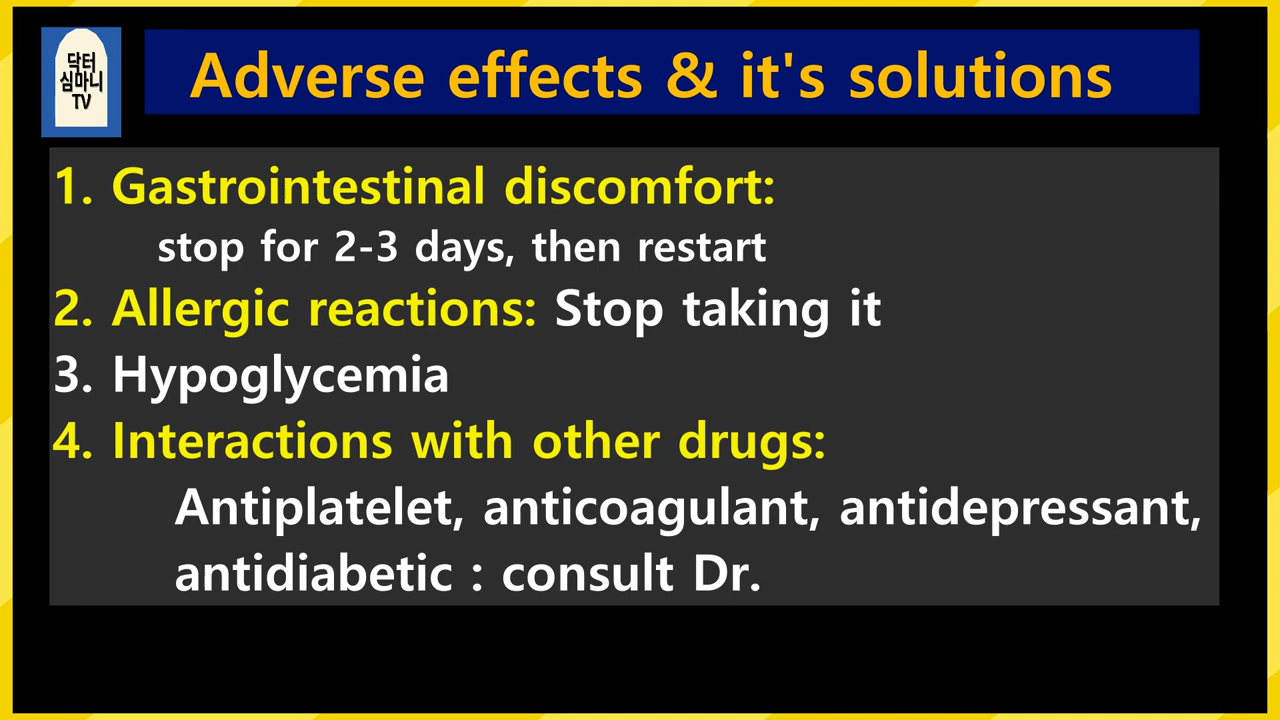 닥터
심마니
TV
Adverse effects & it's solutions
1. Gastrointestinal discomfort:
stop for 2-3 days, then restart
2. Allergic reactions: Stop taking it
3. Hypoglycemia
4. Interactions with other drugs:
Antiplatelet, anticoagulant, antidepressant,
antidiabetic : consult Dr.